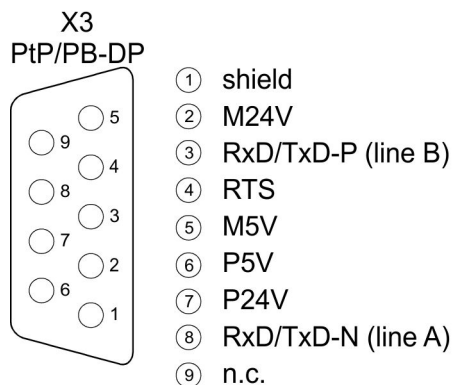 X3
PtP/PB-DP
5
9
4
8
3
7
2
6
1
1 shield
2 M24V
3 RxD/TxD-P (line B)
4 RTS
5 M5V
6 P5V
7 P24V
8 RxD/TxD-N (line A)
9 n.c.